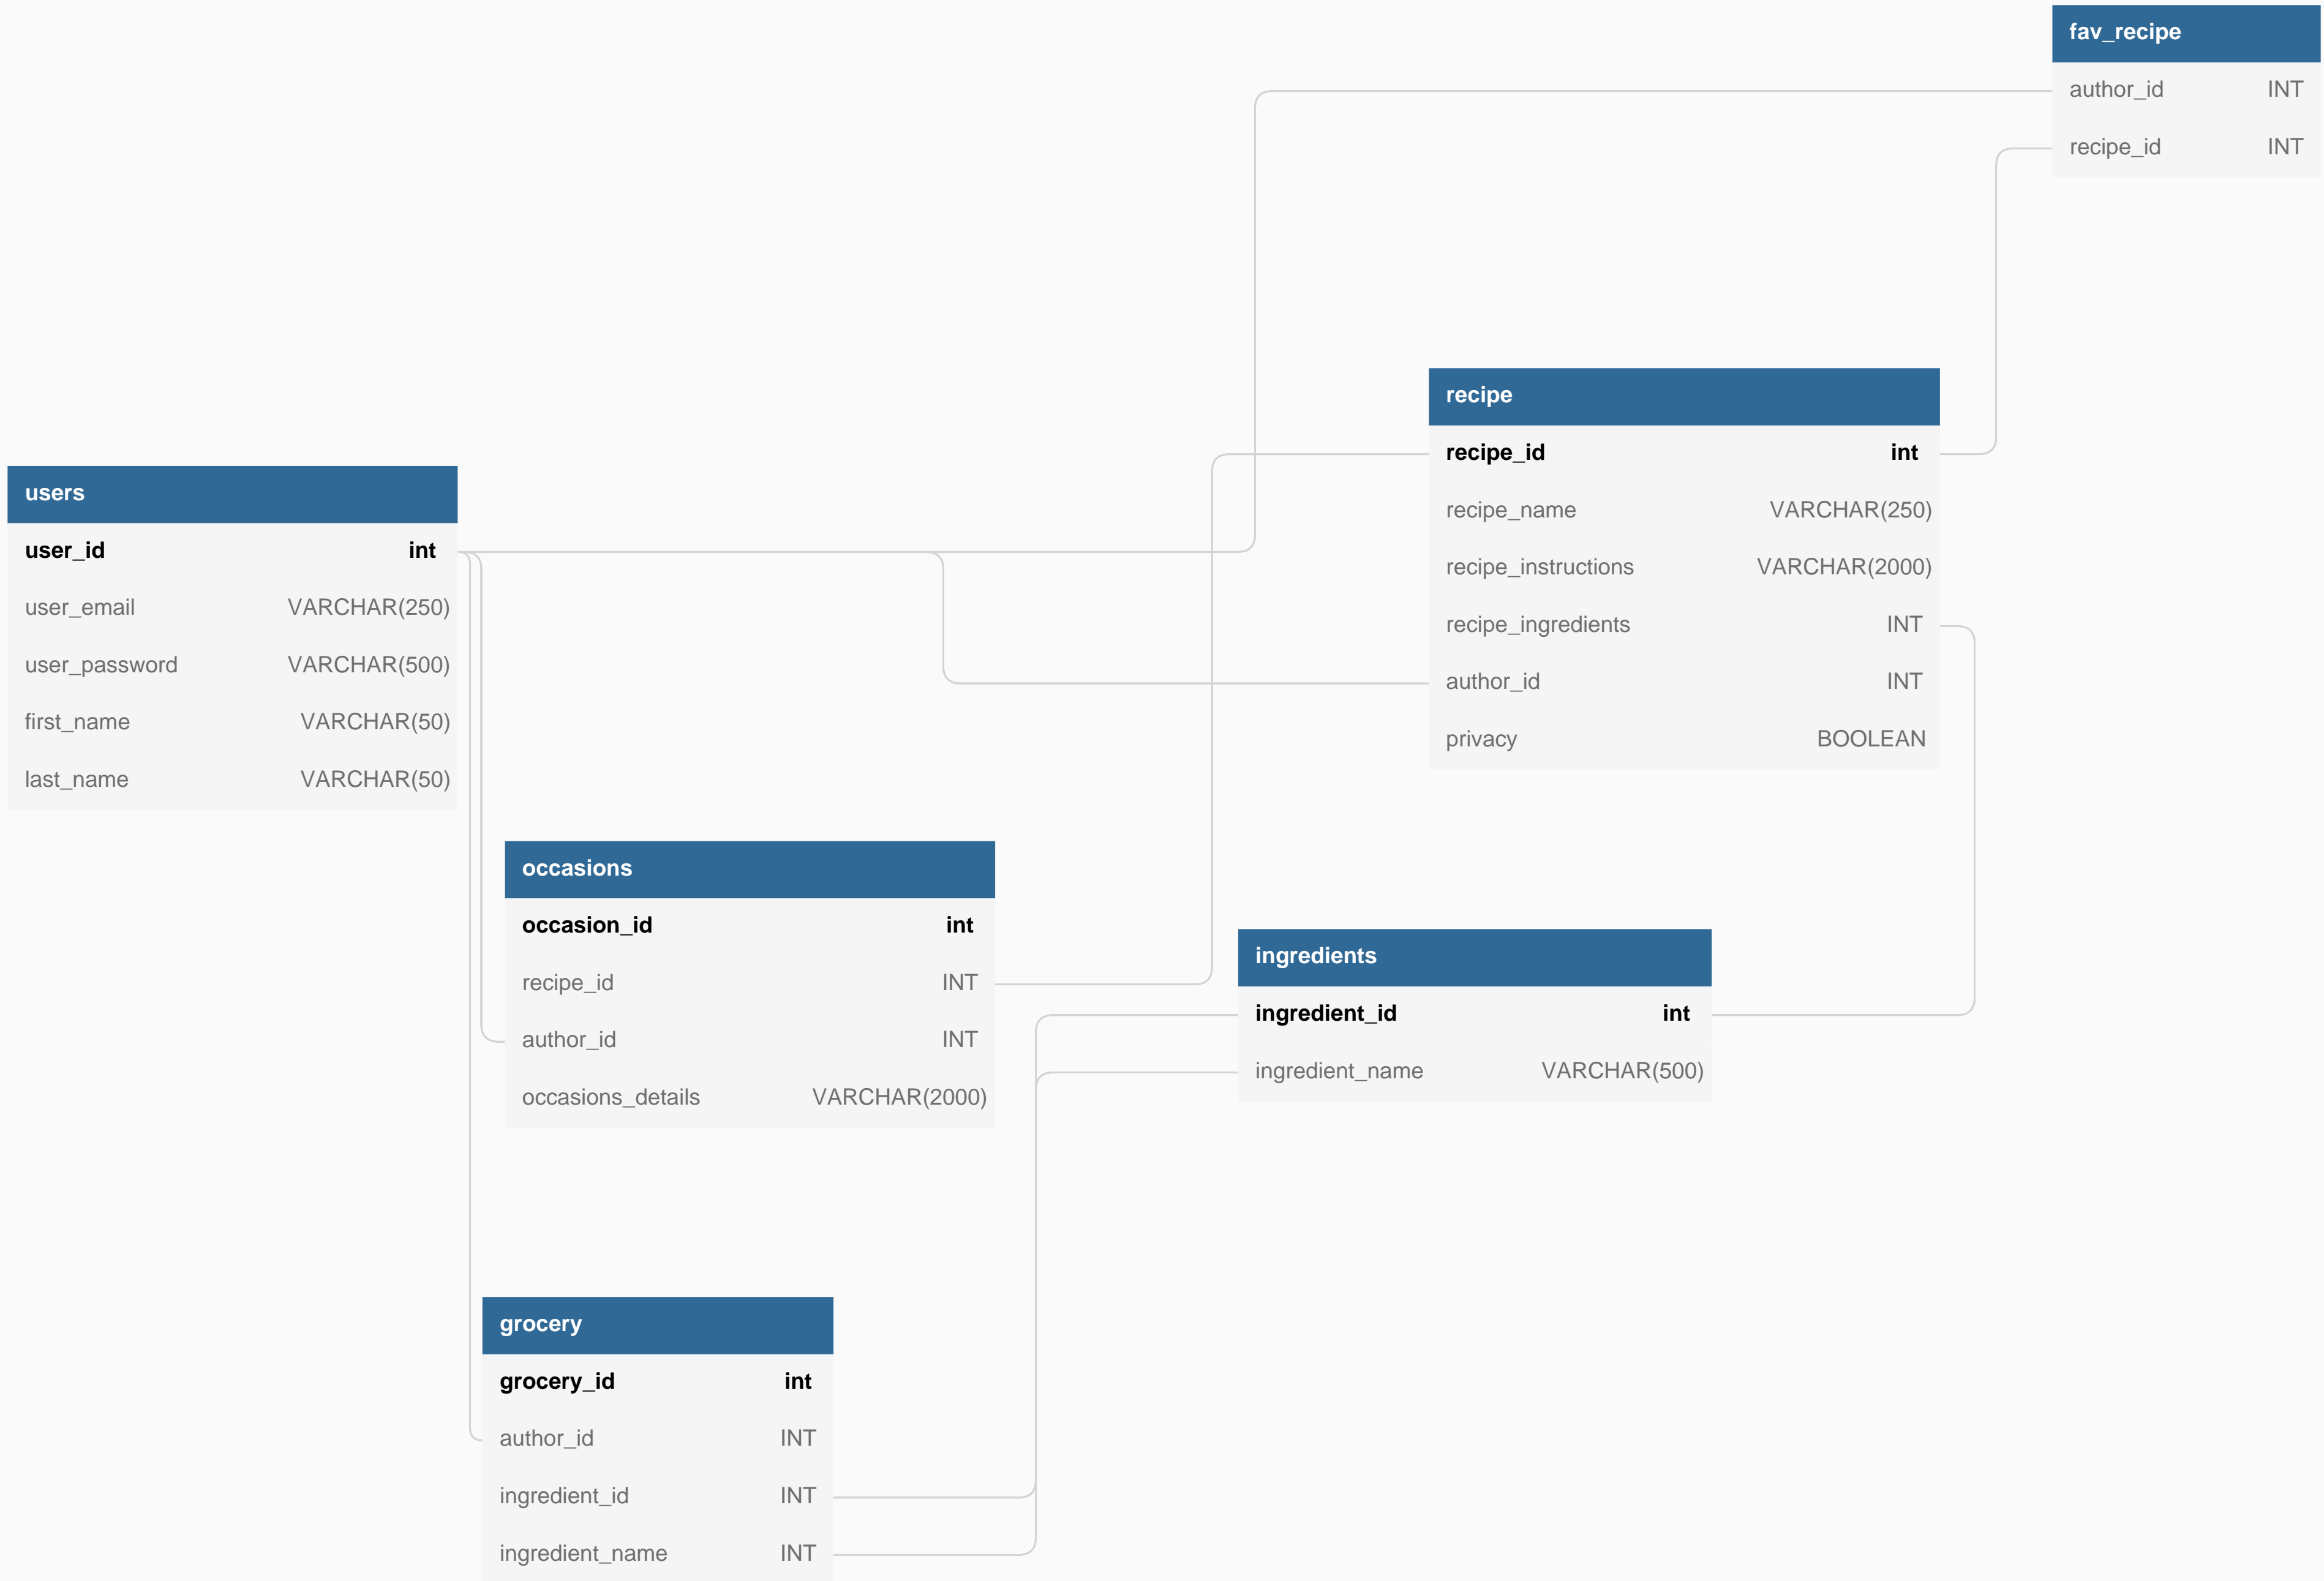 fav_recipe
author_id INT
recipe_id INT
recipe
recipe_id int
recipe_name VARCHAR(250)
recipe_instructions VARCHAR(2000)
recipe_ingredients INT
author_id INT
privacy BOOLEAN
users
user_id int
user_email VARCHAR(250)
user_password VARCHAR(500)
first_name VARCHAR(50)
last_name VARCHAR(50)
occasions
occasion_id int
recipe_id INT
author_id INT
occasions_details VARCHAR(2000)
ingredients
ingredient_id int
ingredient_name VARCHAR(500)
grocery
grocery_id int
author_id INT
ingredient_id INT
ingredient_name INT